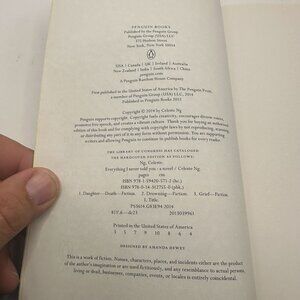 PENGUIN BOOKS
Published by the Penguin Group
Penguin Group (USA) LLC
375 Hudson Street
New York, New York 10014
USA | Canada | UK | Ireland | Australia
New Zealand | India | South Africa | China
penguin.com
A Penguin Random House Company
First published in the United States of America by The Penguin Press,
a member of Penguin Group (USA) LLC, 2014
Published in Penguin Books 2015
Copyright © 2014 by Celeste Ng
Penguin supports copyright. Copyright fuels creativity, encourages diverse voices,
promotes free speech, and creates a vibrant culture. Thank you for buying an authorized
edition of this book and for complying with copyright laws by not reproducing, scanning,
or distributing any part of it in any form without permission. You are supporting
writers and allowing Penguin to continue to publish books for every reader.
THE LIBRARY OF CONGRESS HAS CATALOGED
THE HARDCOVER EDITION AS FOLLOWS:
Ng, Celeste.
Everything I never told you : a novel / Celeste Ng.
pages cm
ISBN 978-1-59420-571-2 (hc.)
ISBN 978-0-14-312755-0 (pbk.)
1. Daughter—Death—Fiction. 2. Drowning—Fiction. 3. Grief—Fiction.
I. Title.
PS3614.G83E94 2014
813'.6—dc23 2013039961
Printed in the United States of America
DESIGNED BY AMANDA DEWEY
This is a work of fiction. Names, characters, places, and incidents either are the product
of the author's imagination or are used fictitiously, and any resemblance to actual persons,
living or dead, businesses, companies, events, or locales is entirely coincidental.